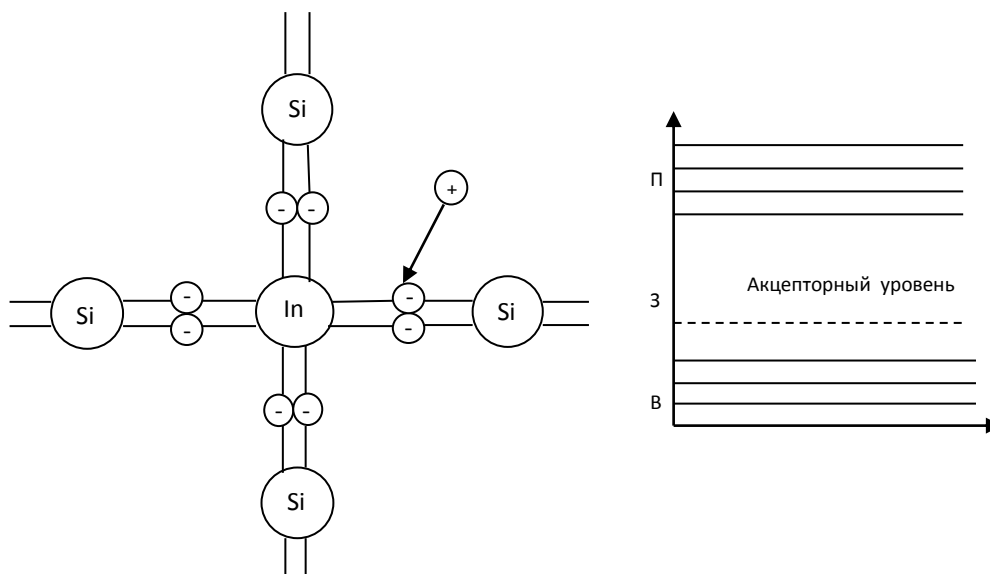 Si
- -
+
Si
-
-
In
-
-
Si
- -
Si
П
З
Акцепторный уровень
В